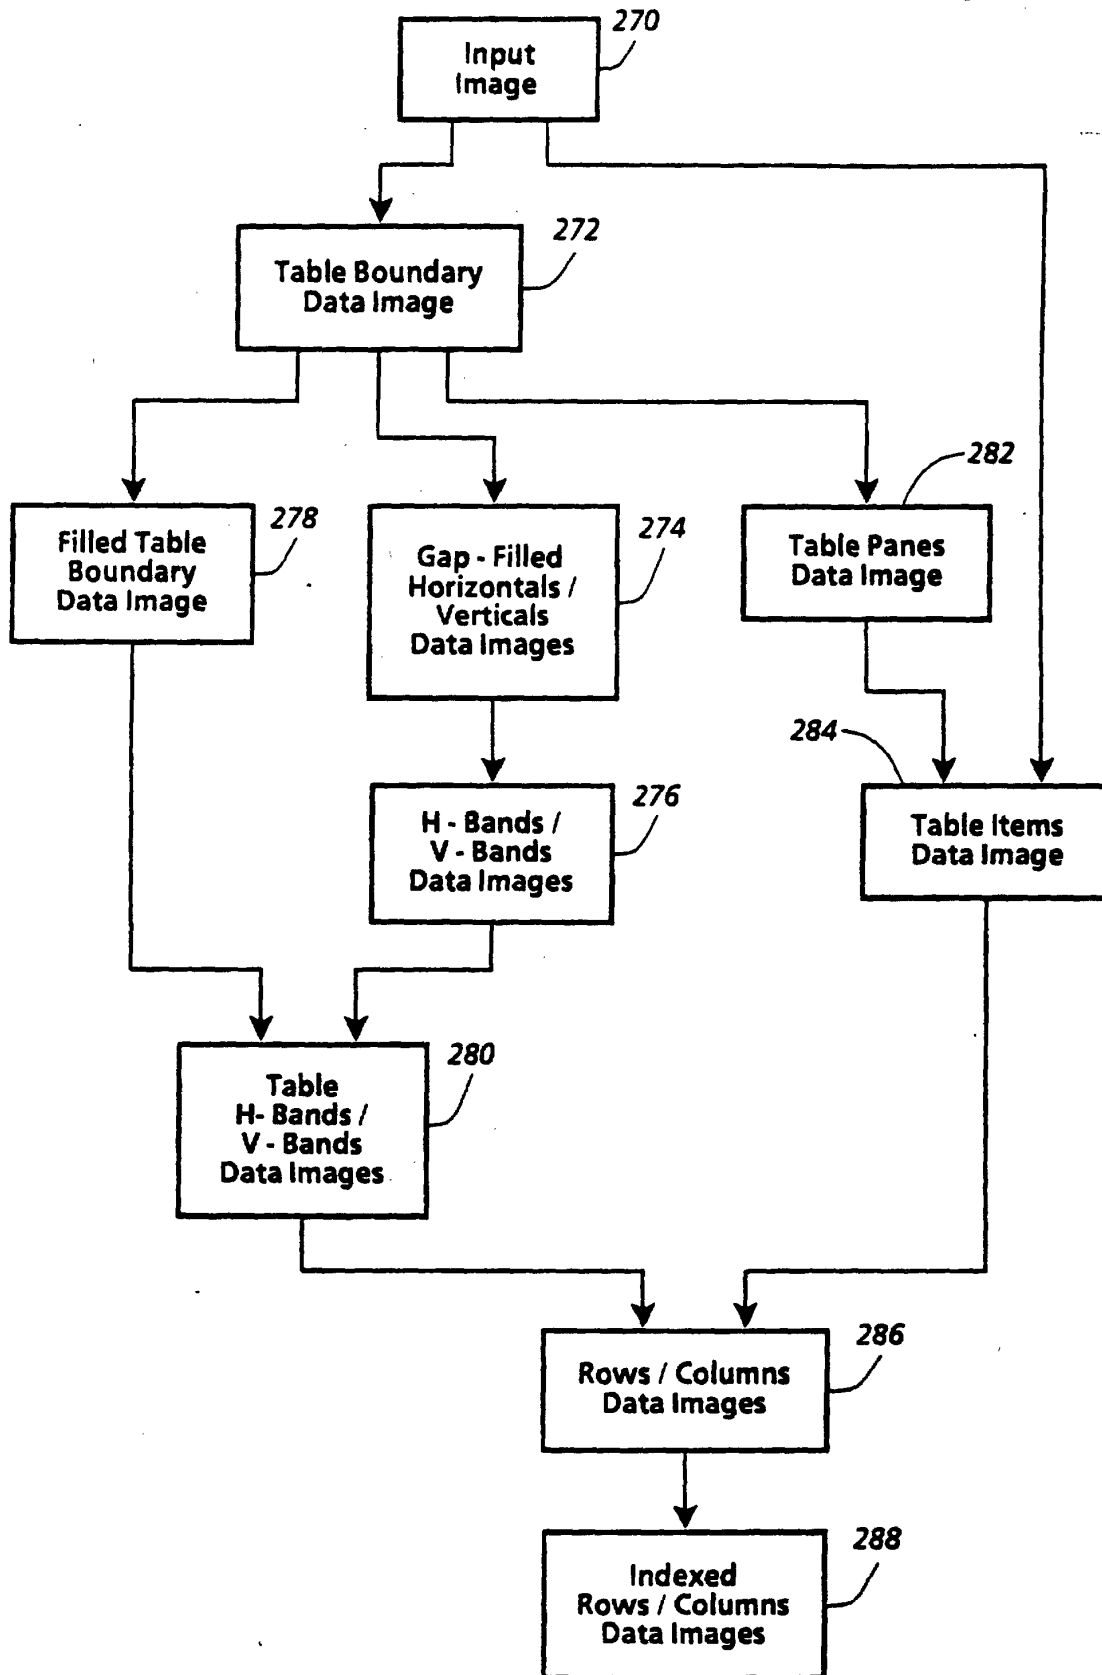 270
Input
Image
272
Table Boundary
Data Image
282
278
Filled Table
Boundary
Data Image
274
Gap - Filled
Horizontals /
Verticals
Data Images
Table Panes
Data Image
284
276
H - Bands /
V - Bands
Data Images
Table Items
Data Image
280
Table
H- Bands /
V - Bands
Data Images
286
Rows / Columns
Data Images
288
Indexed
Rows / Columns
Data Images